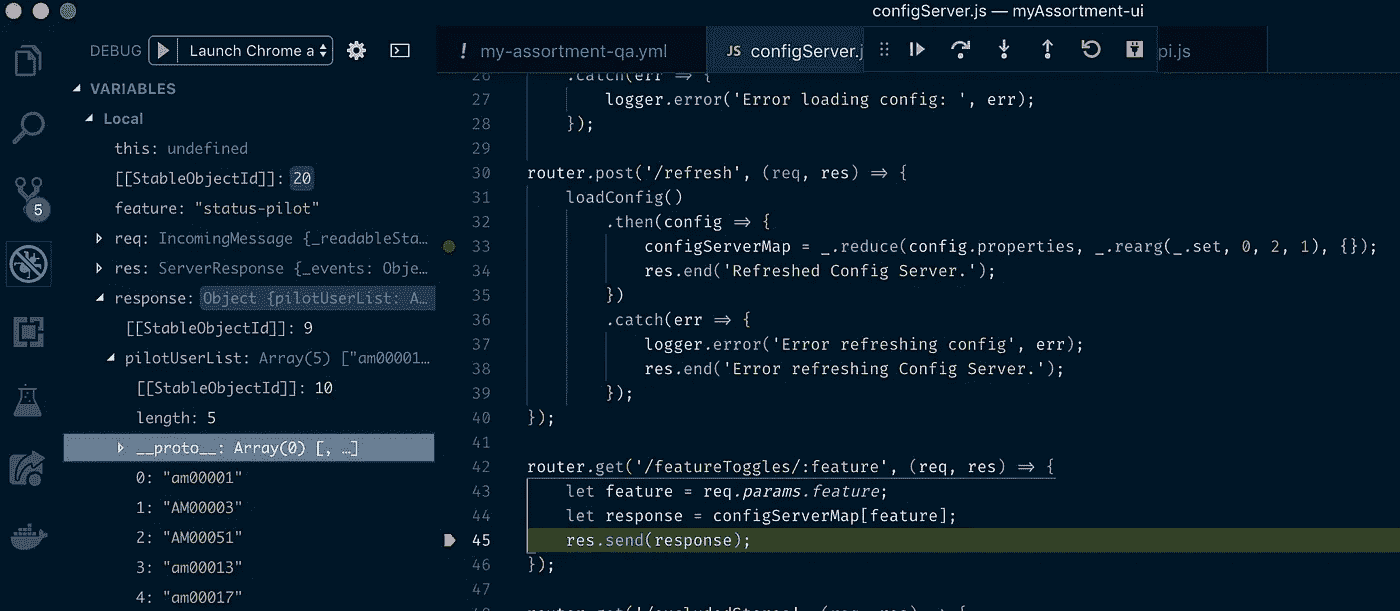 configServer.js — myAssortment-ui
DEBUG Launch Chrome a
! my-assortment-qa.yml JS configServer.j pi.js
VARIABLES
Local
this: undefined
[[StableObjectId]]: 20
feature: "status-pilot"
req: IncomingMessage {_readableSta…
res: ServerResponse {_events: Obje…
response: Object {pilotUserList: A…
[[StableObjectId]]: 9
pilotUserList: Array(5) ["am00001…
[[StableObjectId]]: 10
length: 5
__proto__: Array(0) [, …]
0: "am00001"
1: "AM00003"
2: "AM00051"
3: "am00013"
4: "am00017"
5
26 .catch(err => {
27 logger.error('Error loading config: ', err);
28 });
29
30 router.post('/refresh', (req, res) => {
31 loadConfig()
32 .then(config => {
33 configServerMap = _.reduce(config.properties, _.rearg(_.set, 0, 2, 1), {});
34 res.end('Refreshed Config Server.');
35 })
36 .catch(err => {
37 logger.error('Error refreshing config', err);
38 res.end('Error refreshing Config Server.');
39 });
40 });
41
42 router.get('/featureToggles/:feature', (req, res) => {
43 let feature = req.params.feature;
44 let response = configServerMap[feature];
45 res.send(response);
46 });
47
48 router.get('/excludedStores', (req, res) => {